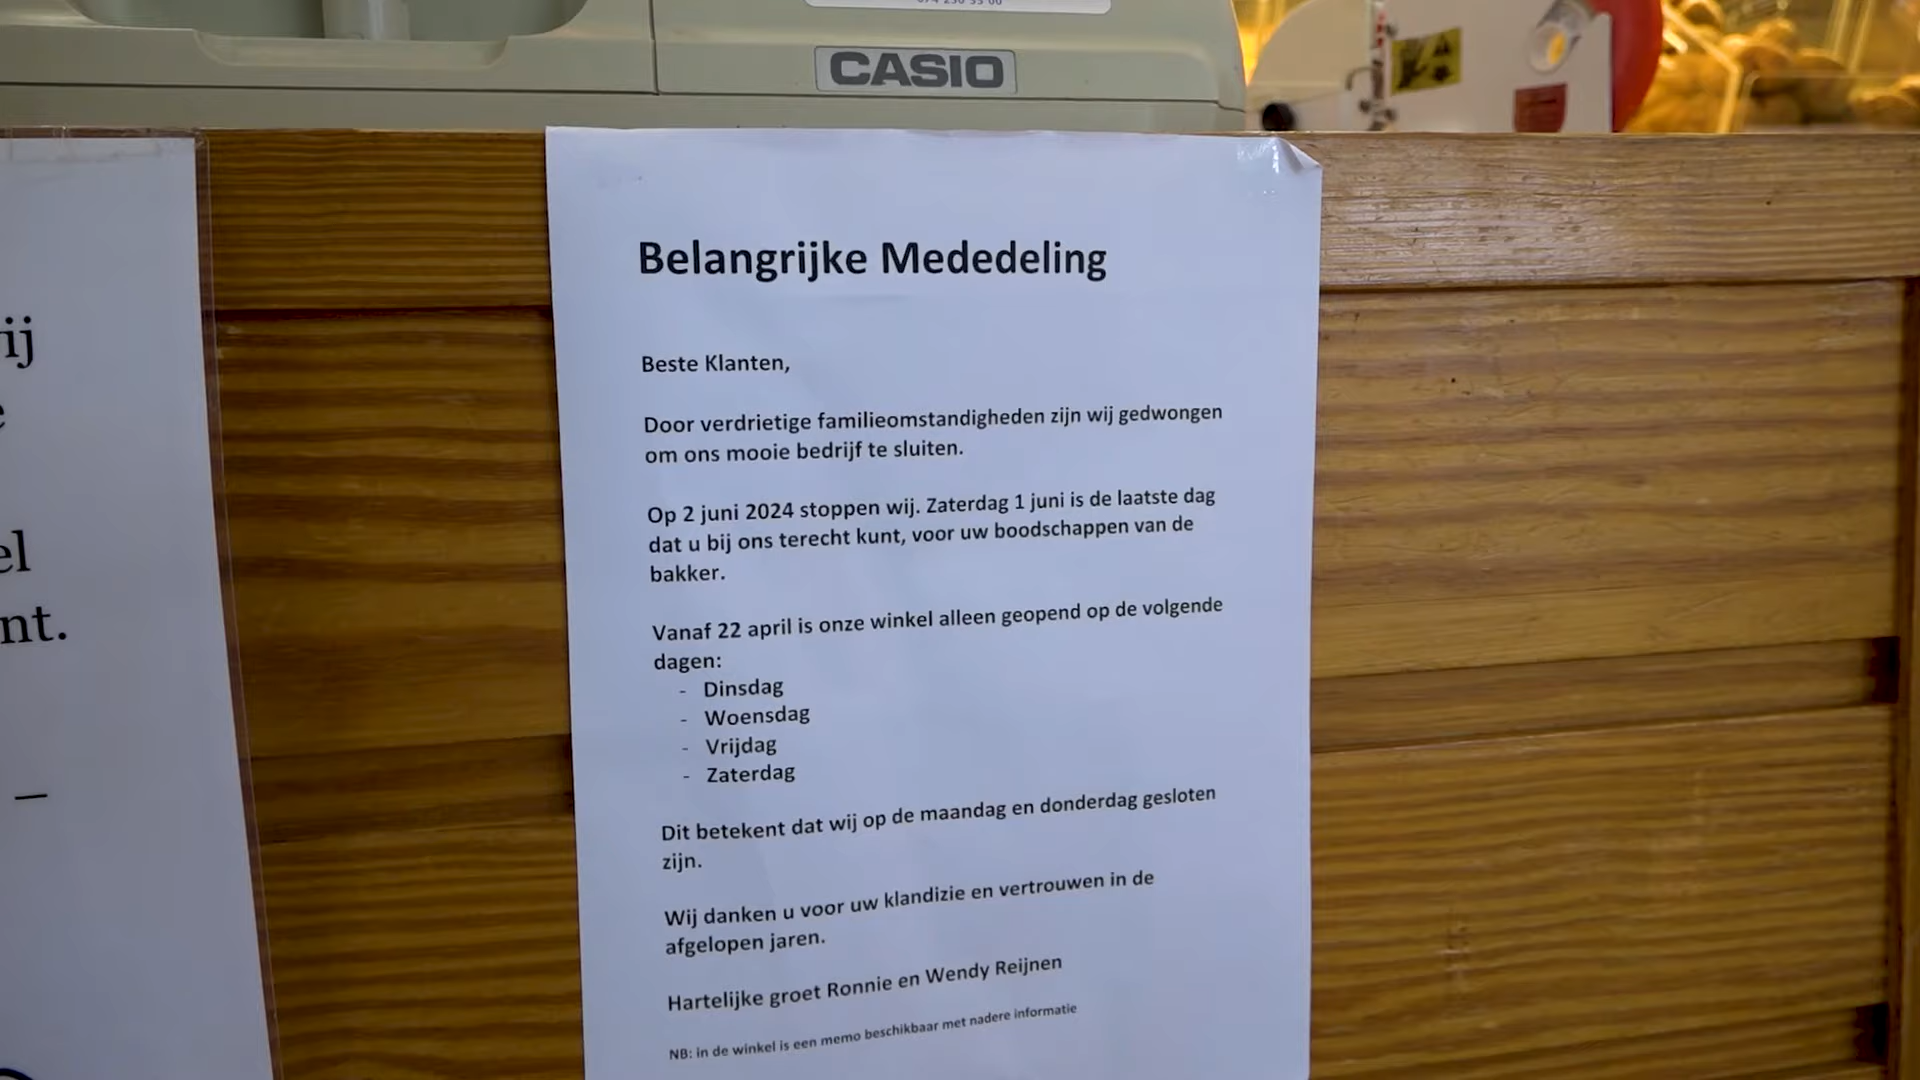 CASIO
Belangrijke Mededeling
Beste Klanten,
Door verdrietige familieomstandigheden zijn wij gedwongen
om ons mooie bedrijf te sluiten.
Op 2 juni 2024 stoppen wij. Zaterdag 1 juni is de laatste dag
dat u bij ons terecht kunt, voor uw boodschappen van de
bakker.
Vanaf 22 april is onze winkel alleen geopend op de volgende
dagen:
- Dinsdag
- Woensdag
- Vrijdag
- Zaterdag
Dit betekent dat wij op de maandag en donderdag gesloten
zijn.
Wij danken u voor uw klandizie en vertrouwen in de
afgelopen jaren.
Hartelijke groet Ronnie en Wendy Reijnen
NB: in de winkel is een memo beschikbaar met nadere informatie
ij
e
el
nt.
–